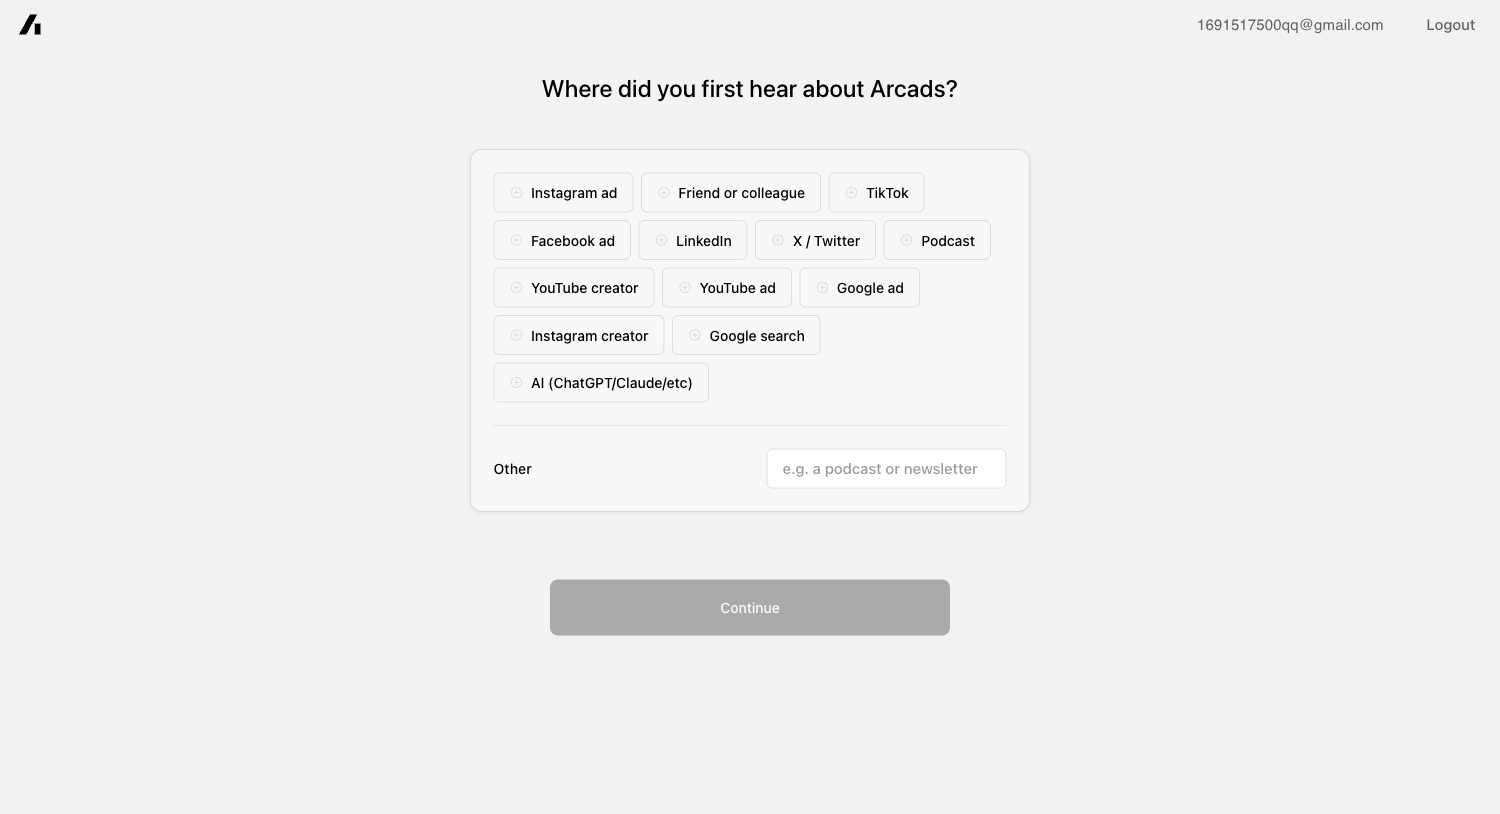 1691517500qq@gmail.com Logout
Where did you first hear about Arcads?
Instagram ad Friend or colleague TikTok
Facebook ad LinkedIn X / Twitter Podcast
YouTube creator YouTube ad Google ad
Instagram creator Google search
AI (ChatGPT/Claude/etc)
Other e.g. a podcast or newsletter
Continue